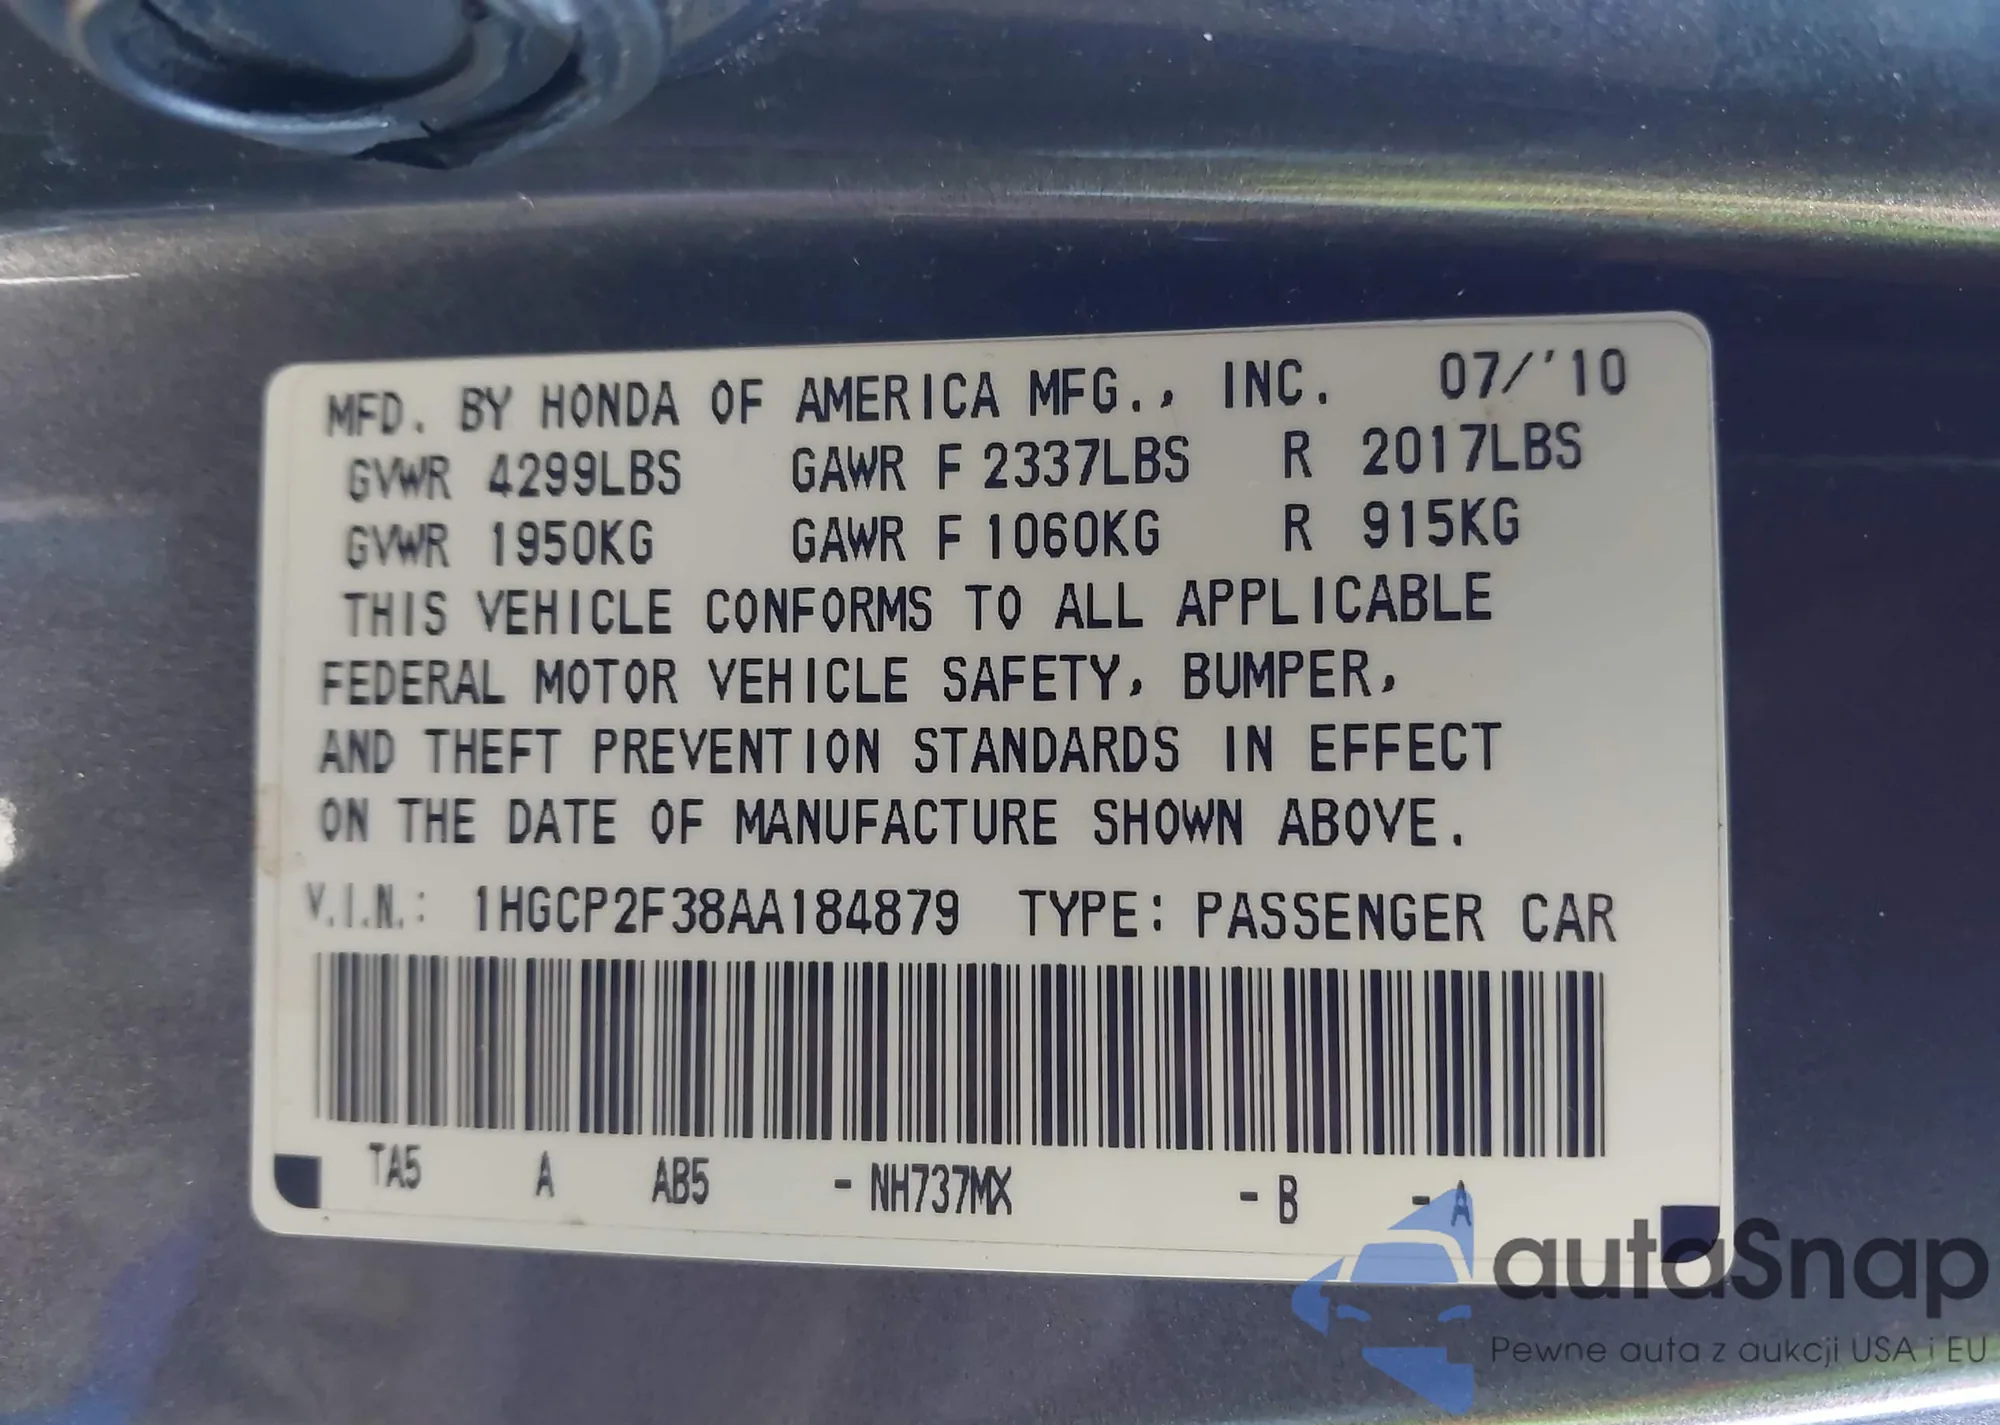 MFD. BY HONDA OF AMERICA MFG., INC. 07/'10
GVWR 4299LBS GAWR F 2337LBS R 2017LBS
GVWR 1950KG GAWR F 1060KG R 915KG
THIS VEHICLE CONFORMS TO ALL APPLICABLE
FEDERAL MOTOR VEHICLE SAFETY, BUMPER,
AND THEFT PREVENTION STANDARDS IN EFFECT
ON THE DATE OF MANUFACTURE SHOWN ABOVE.
V.I.N.: 1HGCP2F38AA184879 TYPE: PASSENGER CAR
TA5 A AB5 - NH737MX - B - A
autoSnap
Pewne auta z aukcji USA i EU